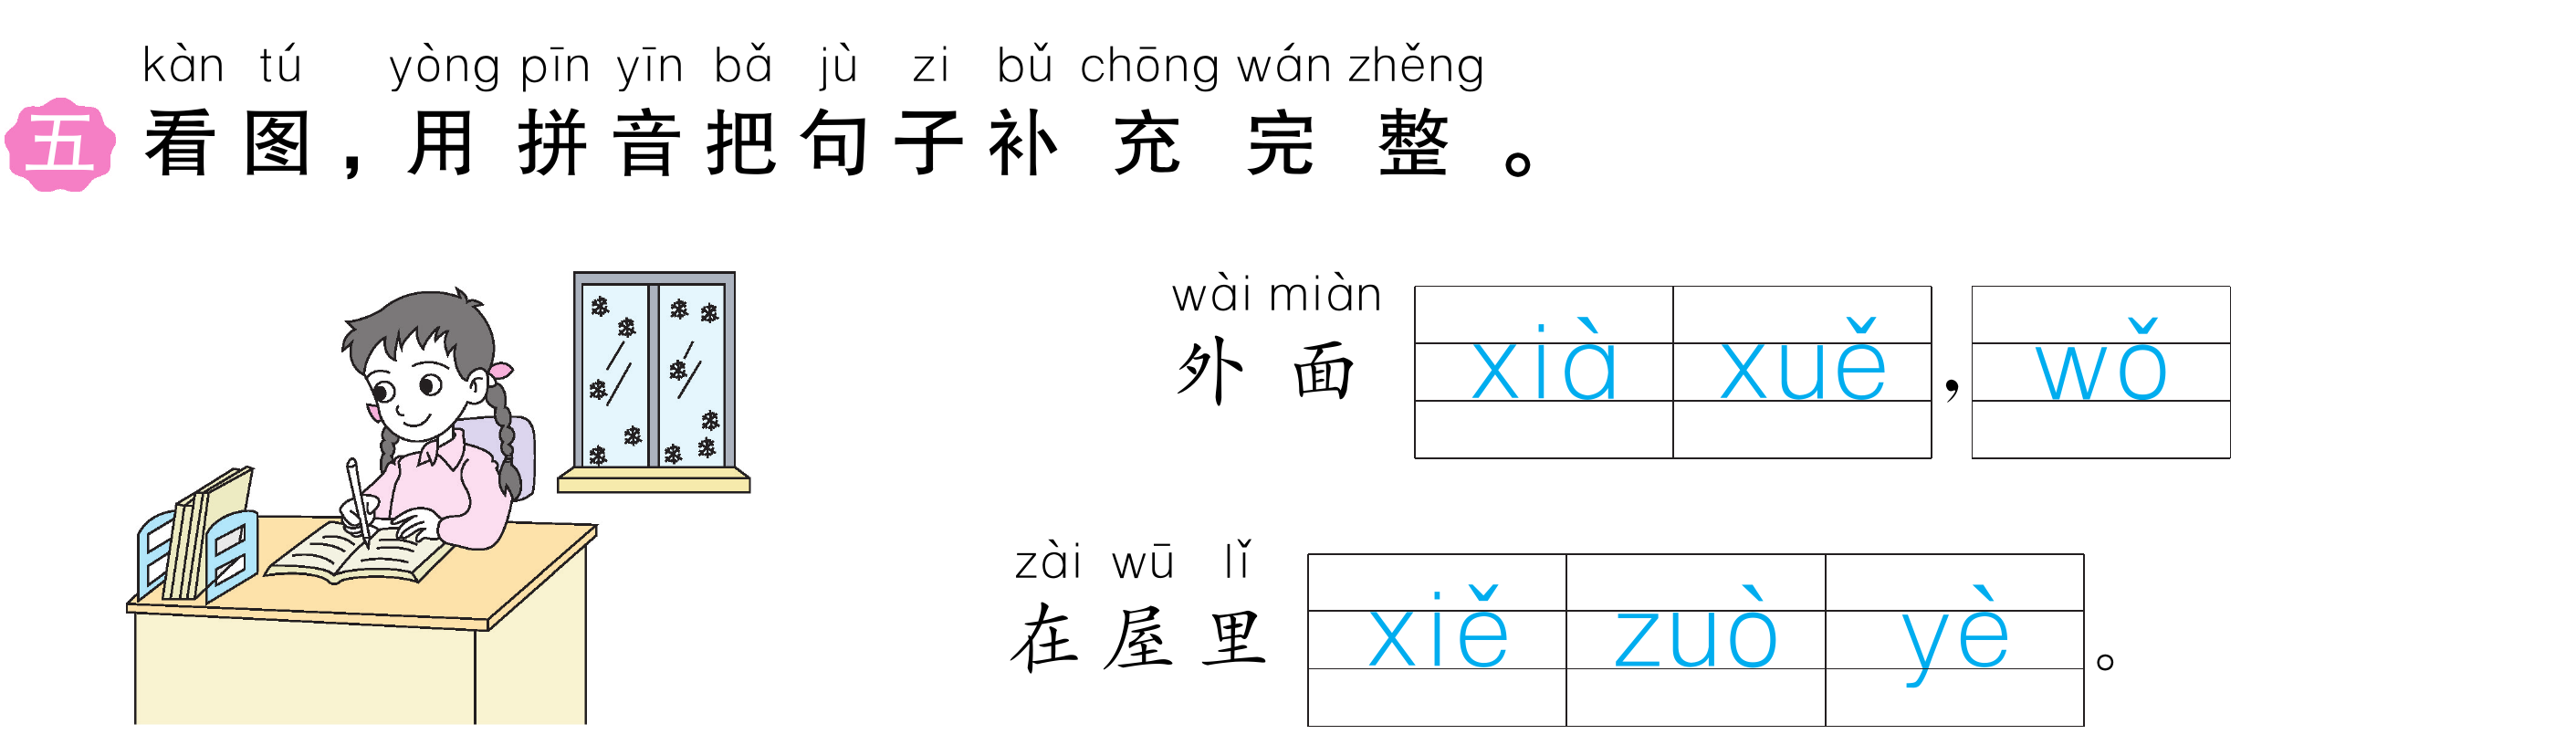 kàn tú yòng pīn yīn bǎ jù zi bǔ chōng wán zhěng
五 看图，用拼音把句子补充完整。
wài miàn
外面 xià xuě ，wǒ
zài wū lǐ
在屋里 xiě zuò yè 。